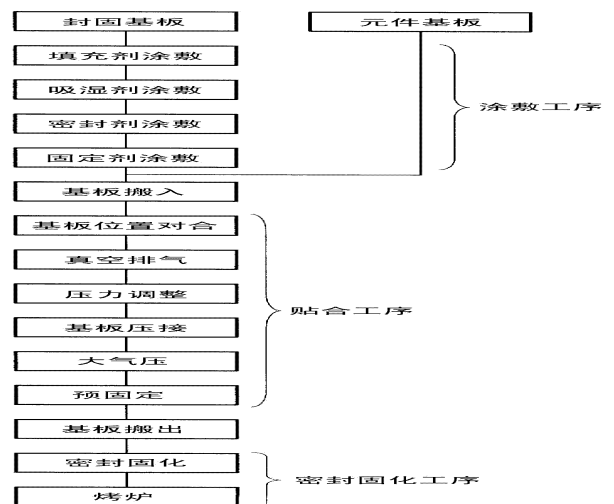 封固基板
元件基板
填充剂涂敷
吸湿剂涂敷
密封剂涂敷
固定剂涂敷
涂敷工序
基板搬入
基板位置对合
真空排气
压力调整
基板压接
大气压
预固定
贴合工序
基板搬出
密封固化
烤炉
密封固化工序